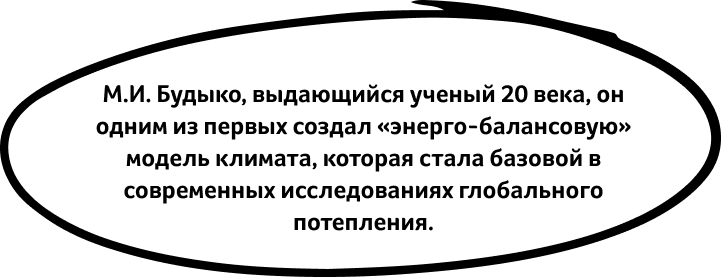 М.И. Будыко, выдающийся ученый 20 века, он
одним из первых создал «энерго-балансовую»
модель климата, которая стала базовой в
современных исследованиях глобального
потепления.